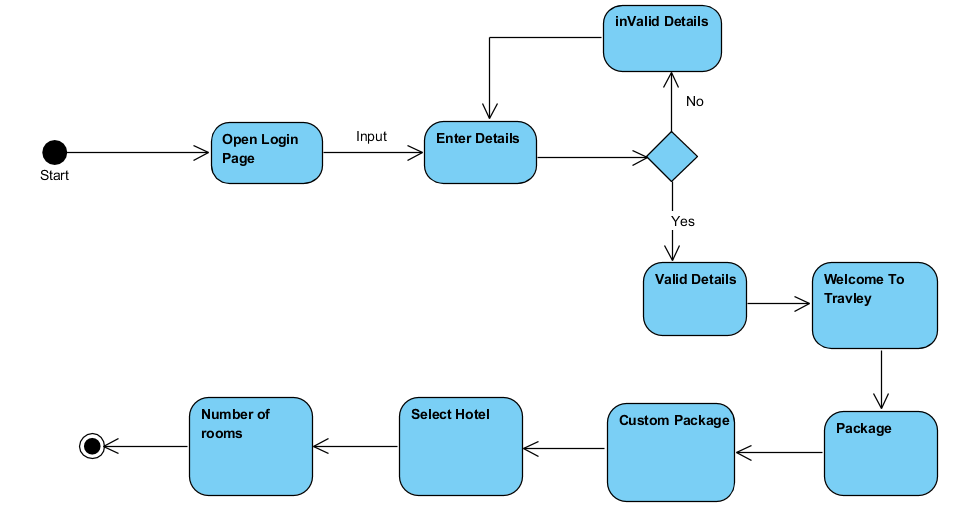 inValid Details
No
Input
Open Login
Page
Enter Details
Start
Yes
Valid Details
Welcome To
Travley
Number of
rooms
Select Hotel
Custom Package
Package